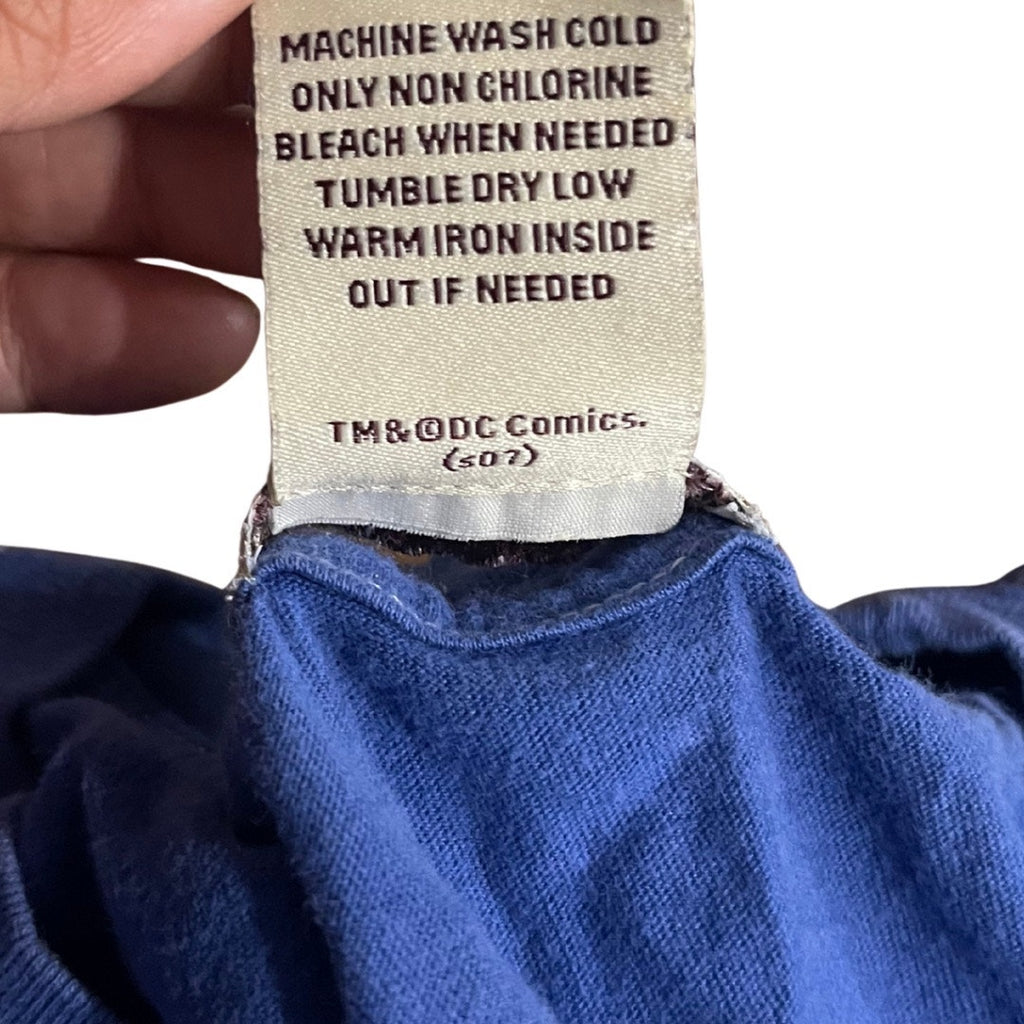 MACHINE WASH COLD
ONLY NON CHLORINE
BLEACH WHEN NEEDED
TUMBLE DRY LOW
WARM IRON INSIDE
OUT IF NEEDED
TM&©DC Comics.
(s07)